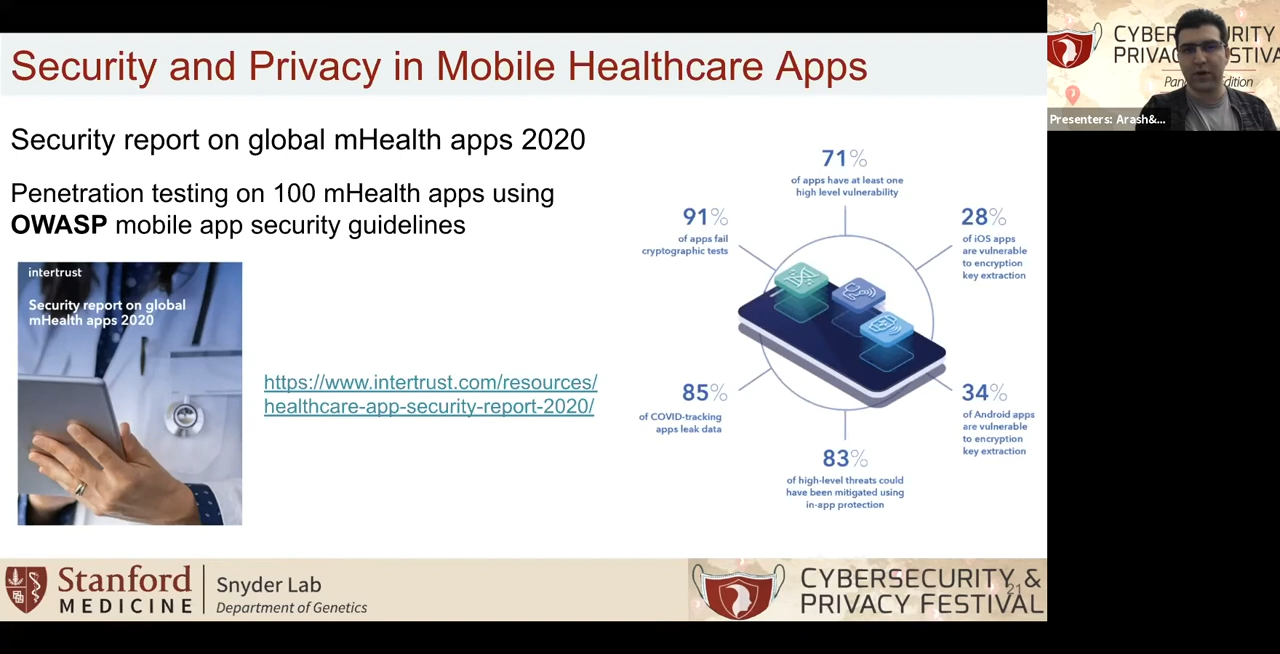 Security and Privacy in Mobile Healthcare Apps
Security report on global mHealth apps 2020
Penetration testing on 100 mHealth apps using
OWASP mobile app security guidelines
intertrust
Security report on global
mHealth apps 2020
https://www.intertrust.com/resources/
healthcare-app-security-report-2020/
71%
of apps have at least one
high level vulnerability
91%
of apps fail
cryptographic tests
28%
of iOS apps
are vulnerable
to encryption
key extraction
85%
of COVID-tracking
apps leak data
34%
of Android apps
are vulnerable
to encryption
key extraction
83%
of high-level threats could
have been mitigated using
in-app protection
Stanford
MEDICINE
Snyder Lab
Department of Genetics
CYBERSECURITY &
PRIVACY FESTIVAL
21
Presenters: Arash&...